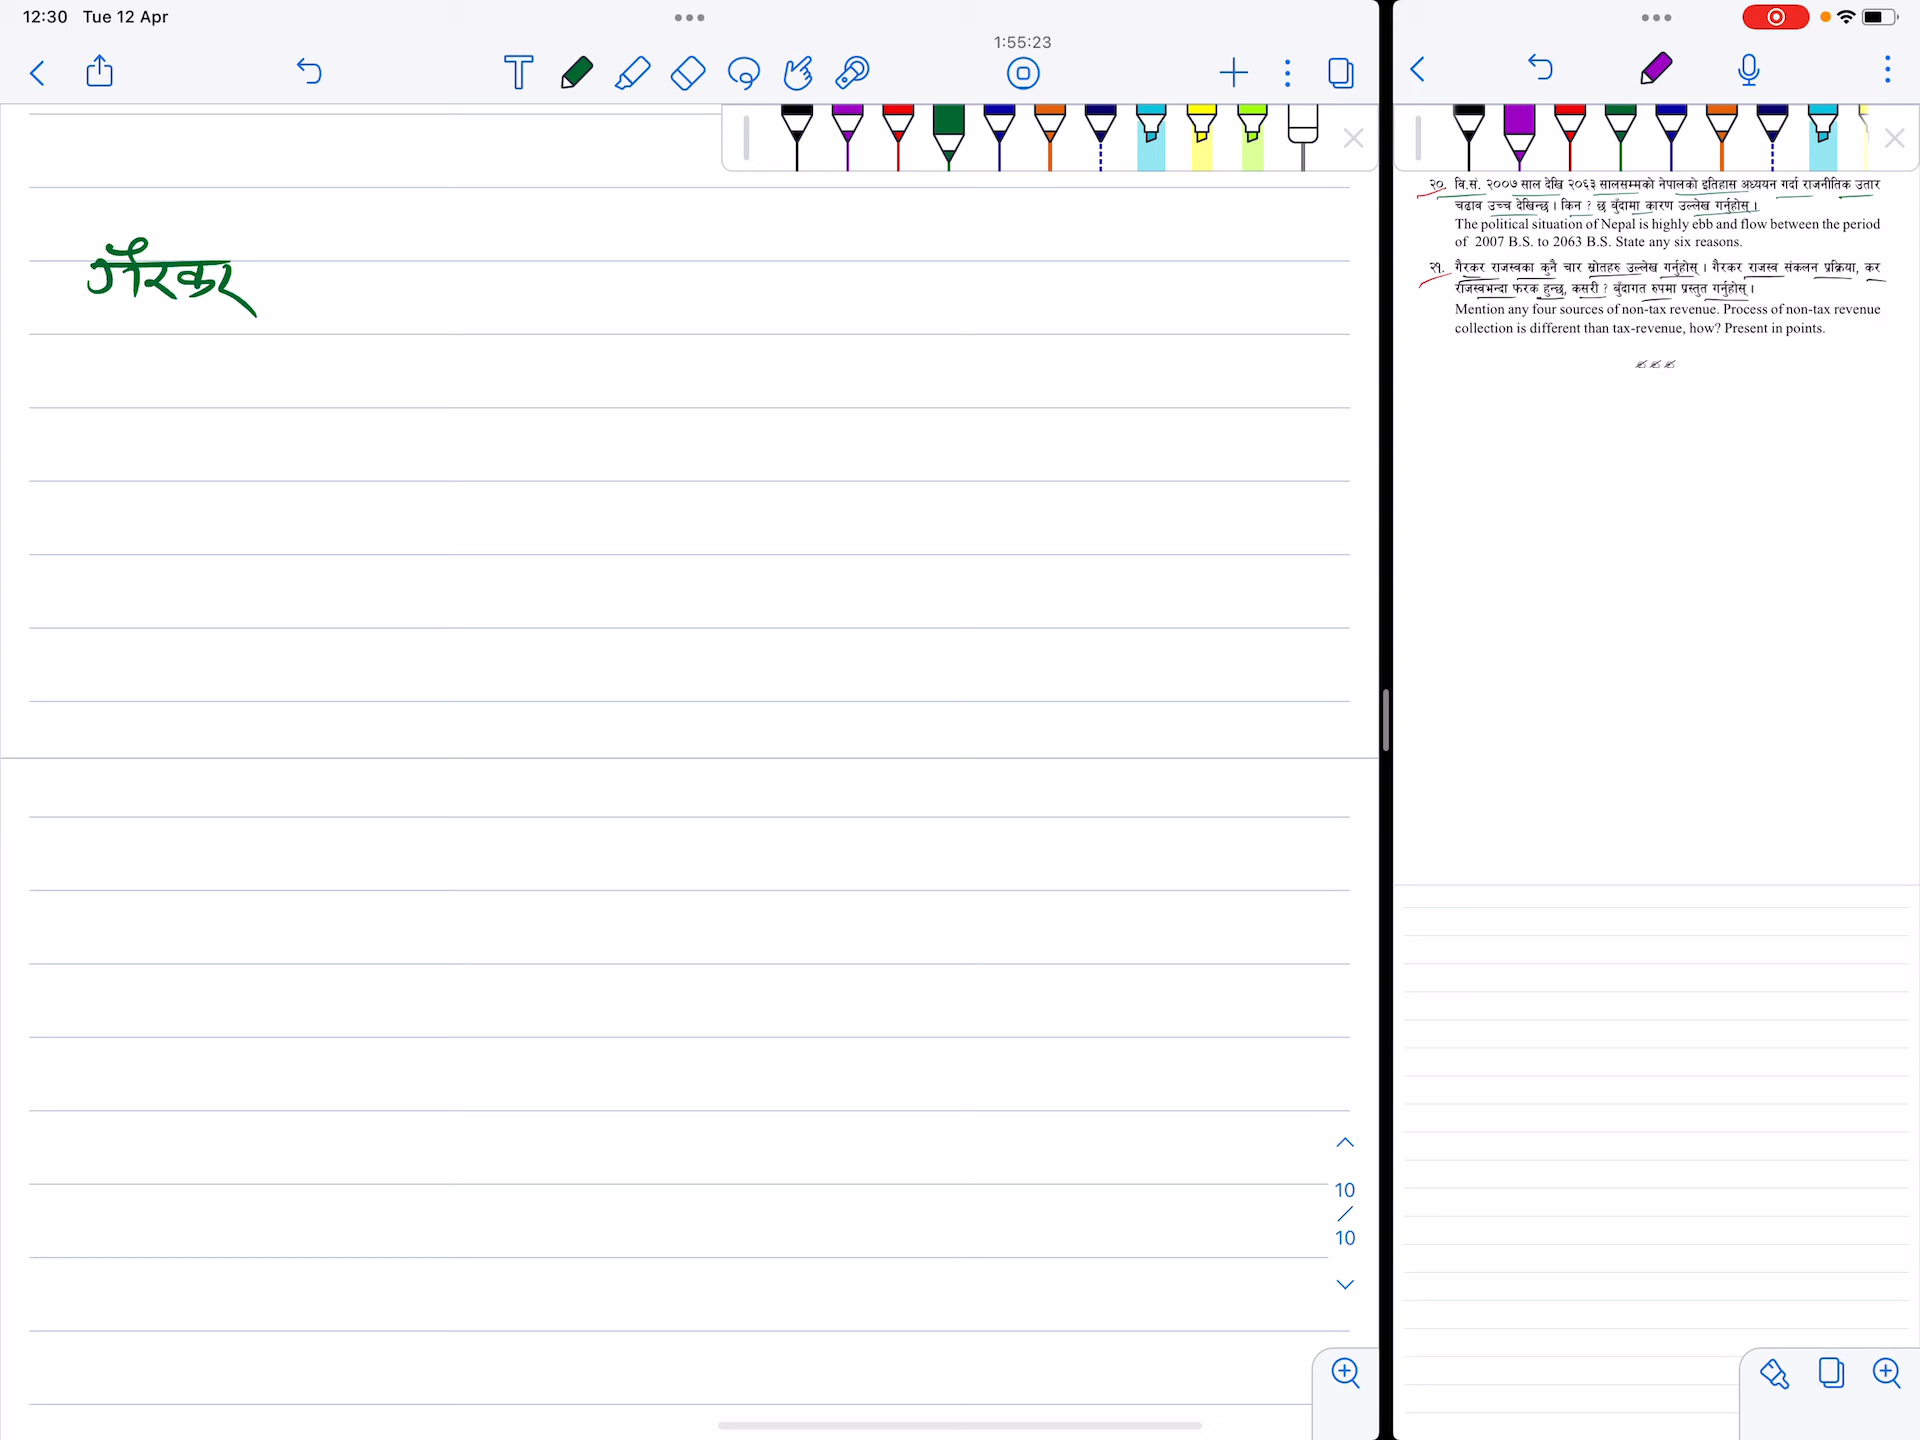 12:30 Tue 12 Apr
1:55:23
T
गैरकर
10
/
10
२०. वि.सं. २००७ साल देखि २०६३ सालसम्मको नेपालको इतिहास अध्ययन गर्दा राजनीतिक उतार
चढाव उच्च देखिन्छ । किन ? छ बुँदामा कारण उल्लेख गर्नुहोस् ।
The political situation of Nepal is highly ebb and flow between the period
of 2007 B.S. to 2063 B.S. State any six reasons.
२१. गैरकर राजस्वका कुनै चार स्रोतहरु उल्लेख गर्नुहोस् । गैरकर राजस्व संकलन प्रक्रिया, कर
राजस्वभन्दा फरक हुन्छ, कसरी ? बुँदागत रुपमा प्रस्तुत गर्नुहोस् ।
Mention any four sources of non-tax revenue. Process of non-tax revenue
collection is different than tax-revenue, how? Present in points.